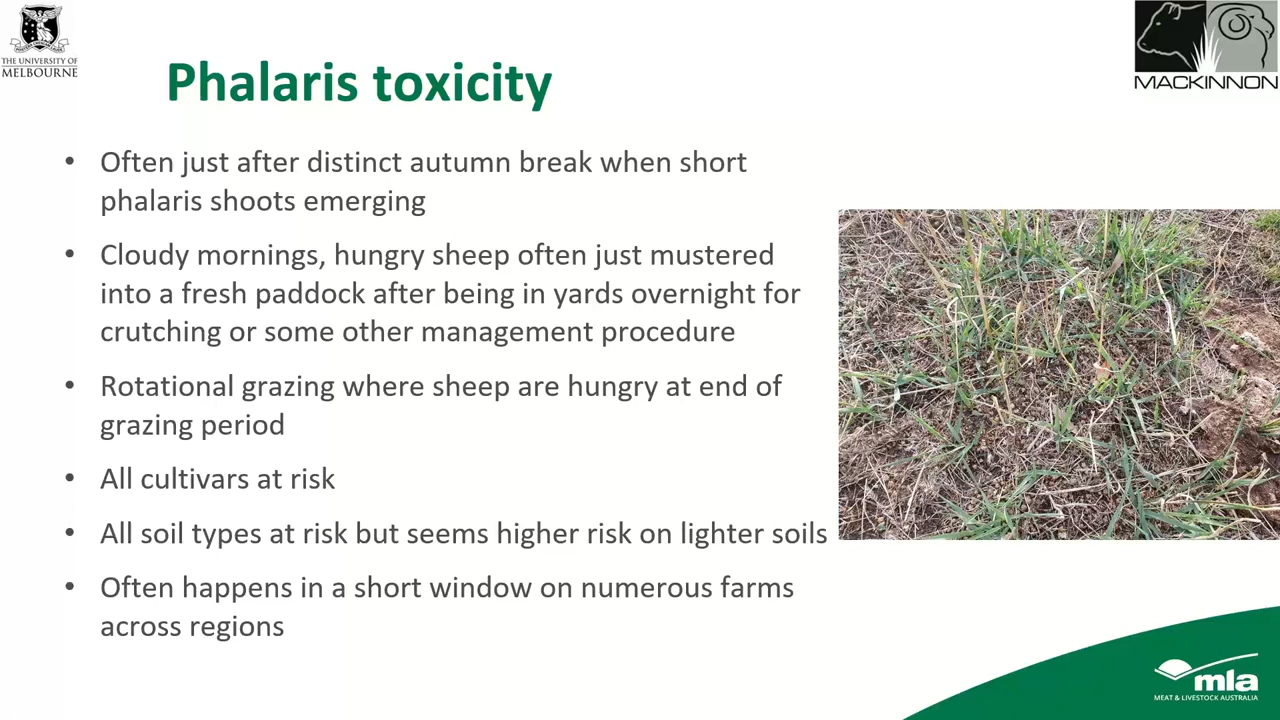 THE UNIVERSITY OF
MELBOURNE
MACKINNON
Phalaris toxicity
• Often just after distinct autumn break when short
phalaris shoots emerging
• Cloudy mornings, hungry sheep often just mustered
into a fresh paddock after being in yards overnight for
crutching or some other management procedure
• Rotational grazing where sheep are hungry at end of
grazing period
• All cultivars at risk
• All soil types at risk but seems higher risk on lighter soils
• Often happens in a short window on numerous farms
across regions
mla
MEAT & LIVESTOCK AUSTRALIA